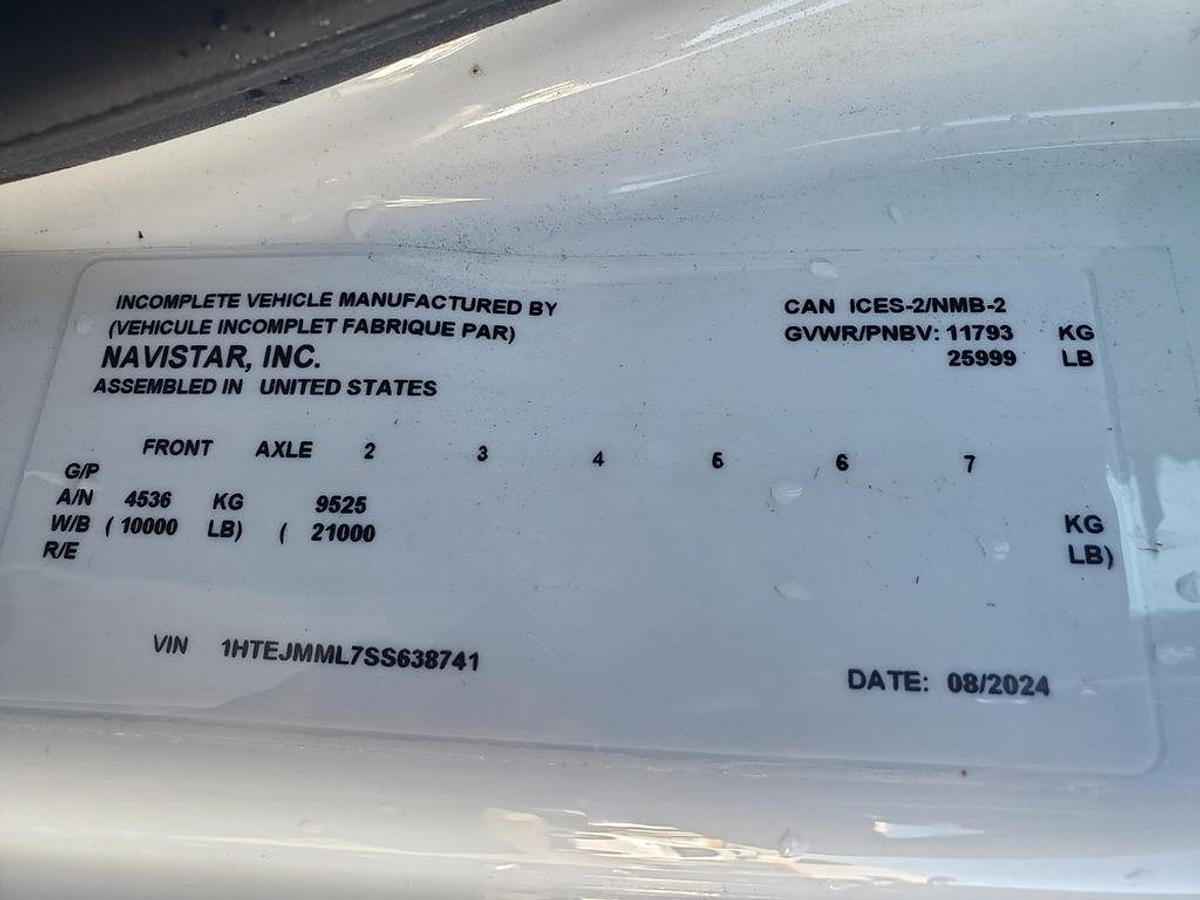 INCOMPLETE VEHICLE MANUFACTURED BY
(VEHICULE INCOMPLET FABRIQUE PAR)
NAVISTAR, INC.
ASSEMBLED IN UNITED STATES
CAN ICES-2/NMB-2
GVWR/PNBV: 11793 KG
25999 LB
FRONT AXLE 2 3 4 5 6 7
G/P
A/N 4536 KG 9525 KG
W/B ( 10000 LB) ( 21000 LB)
R/E
VIN 1HTEJMML7SS638741
DATE: 08/2024